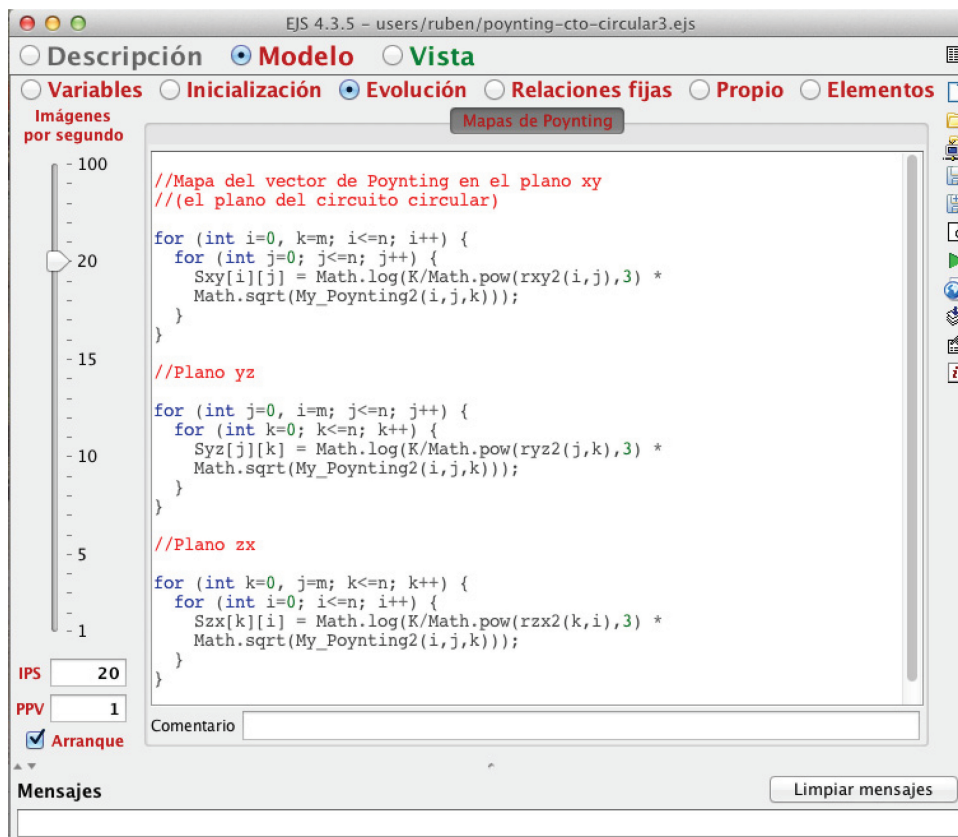 EJS 4.3.5 – users/ruben/poynting-cto-circular3.ejs
Descripción Modelo Vista
Variables Inicialización Evolución Relaciones fijas Propio Elementos
Imágenes
por segundo
Mapas de Poynting
100
20
15
10
5
1
//Mapa del vector de Poynting en el plano xy
//(el plano del circuito circular)
for (int i=0, k=m; i<=n; i++) {
for (int j=0; j<=n; j++) {
Sxy[i][j] = Math.log(K/Math.pow(rxy2(i,j),3) *
Math.sqrt(My_Poynting2(i,j,k)));
}
}
//Plano yz
for (int j=0, i=m; j<=n; j++) {
for (int k=0; k<=n; k++) {
Syz[j][k] = Math.log(K/Math.pow(ryz2(j,k),3) *
Math.sqrt(My_Poynting2(i,j,k)));
}
}
//Plano zx
for (int k=0, j=m; k<=n; k++) {
for (int i=0; i<=n; i++) {
Szx[k][i] = Math.log(K/Math.pow(rzx2(k,i),3) *
Math.sqrt(My_Poynting2(i,j,k)));
}
}
IPS 20
PPV 1
Arranque
Comentario
Mensajes
Limpiar mensajes